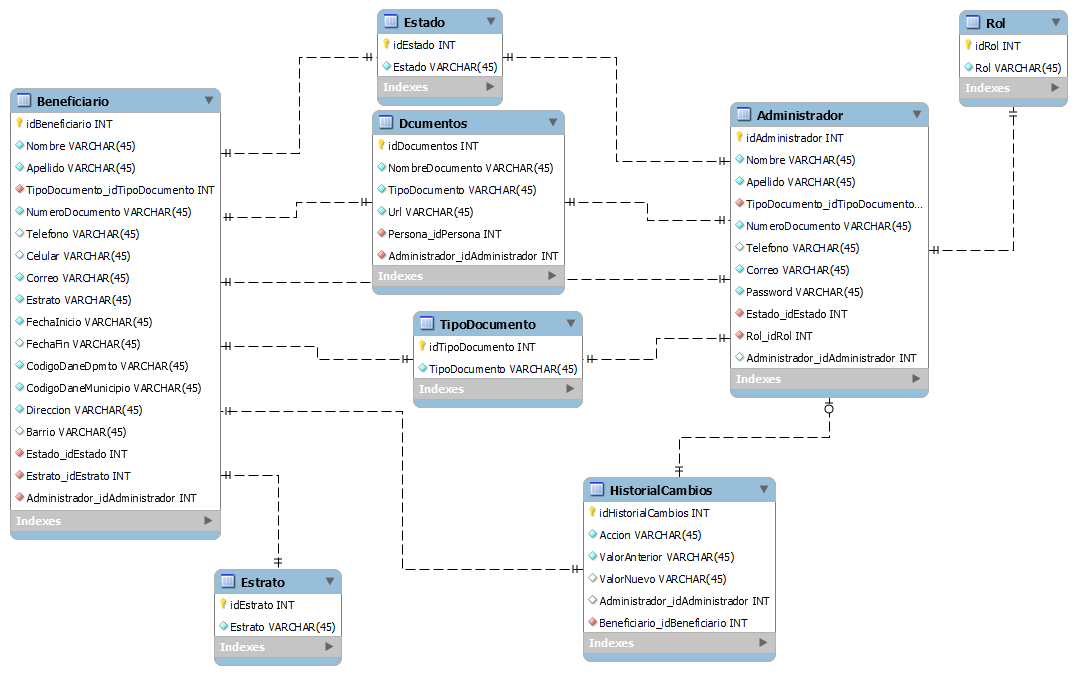 Estado
idEstado INT
Estado VARCHAR(45)
Indexes
Rol
idRol INT
Rol VARCHAR(45)
Indexes
Beneficiario
idBeneficiario INT
Nombre VARCHAR(45)
Apellido VARCHAR(45)
TipoDocumento_idTipoDocumento INT
NumeroDocumento VARCHAR(45)
Telefono VARCHAR(45)
Celular VARCHAR(45)
Correo VARCHAR(45)
Estrato VARCHAR(45)
FechaInicio VARCHAR(45)
FechaFin VARCHAR(45)
CodigoDaneDpmto VARCHAR(45)
CodigoDaneMunicipio VARCHAR(45)
Direccion VARCHAR(45)
Barrio VARCHAR(45)
Estado_idEstado INT
Estrato_idEstrato INT
Administrador_idAdministrador INT
Indexes
Dcumentos
idDocumentos INT
NombreDocumento VARCHAR(45)
TipoDocumento VARCHAR(45)
Url VARCHAR(45)
Persona_idPersona INT
Administrador_idAdministrador INT
Indexes
Administrador
idAdministrador INT
Nombre VARCHAR(45)
Apellido VARCHAR(45)
TipoDocumento_idTipoDocumento...
NumeroDocumento VARCHAR(45)
Telefono VARCHAR(45)
Correo VARCHAR(45)
Password VARCHAR(45)
Estado_idEstado INT
Rol_idRol INT
Administrador_idAdministrador INT
Indexes
TipoDocumento
idTipoDocumento INT
TipoDocumento VARCHAR(45)
Indexes
HistorialCambios
idHistorialCambios INT
Accion VARCHAR(45)
ValorAnterior VARCHAR(45)
ValorNuevo VARCHAR(45)
Administrador_idAdministrador INT
Beneficiario_idBeneficiario INT
Indexes
Estrato
idEstrato INT
Estrato VARCHAR(45)
Indexes